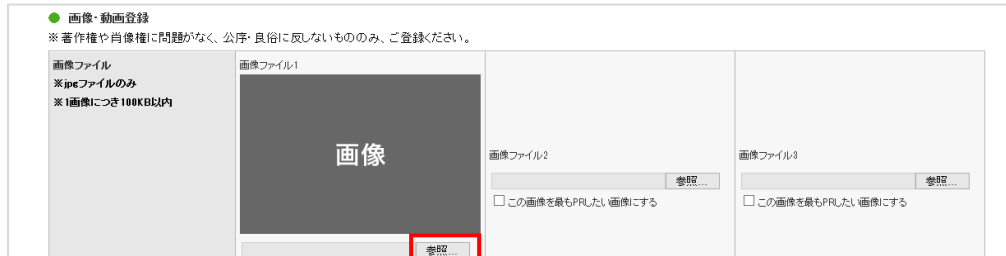 ● 画像・動画登録
※著作権や肖像権に問題がなく、公序・良俗に反しないもののみ、ご登録ください。
画像ファイル
※jpgファイルのみ
※1画像につき100KB以内
画像ファイル1
画像
参照...
画像ファイル2
参照...
この画像を最もPRしたい画像にする
画像ファイル3
参照...
この画像を最もPRしたい画像にする